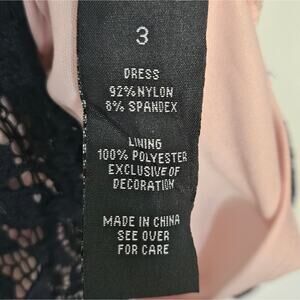 3
DRESS
92%NYLON
8% SPANDEX
LINING
100% POLYESTER
EXCLUSIVE OF
DECORATION
MADE IN CHINA
SEE OVER
FOR CARE